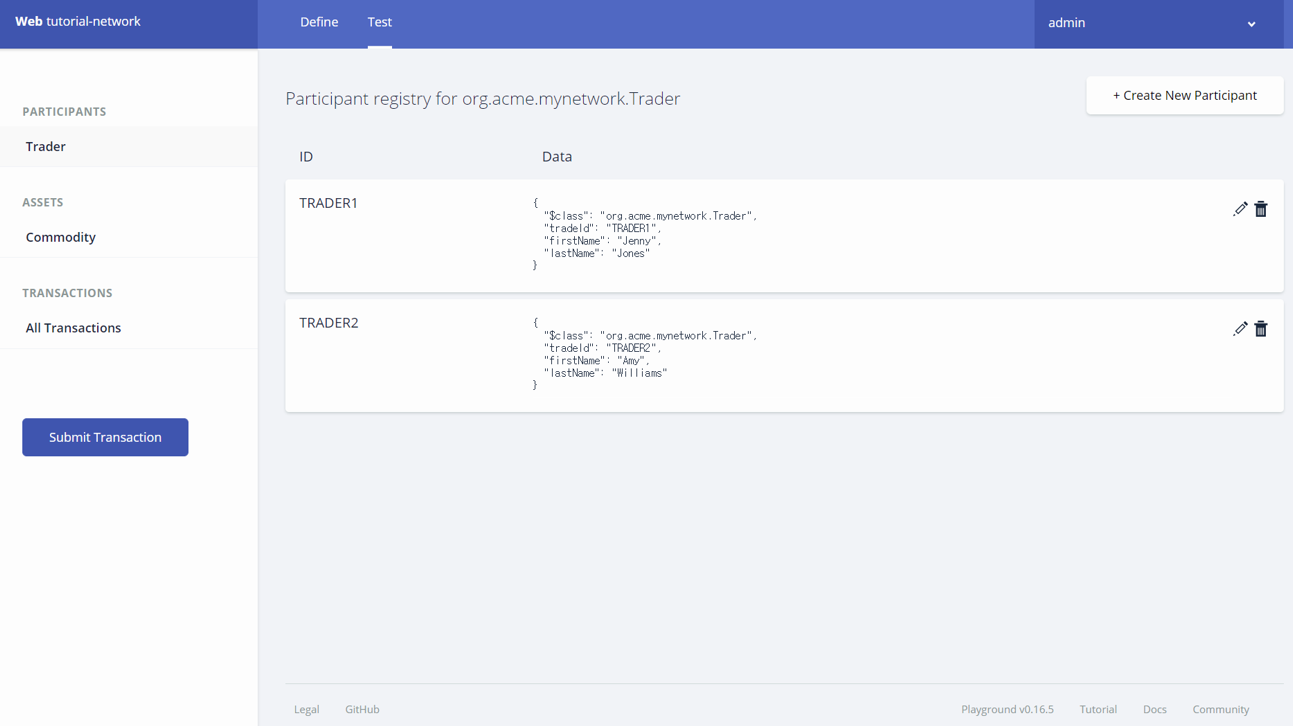 Web tutorial-network
Define
Test
admin
PARTICIPANTS
Trader
ASSETS
Commodity
TRANSACTIONS
All Transactions
Submit Transaction
Participant registry for org.acme.mynetwork.Trader
+ Create New Participant
ID
Data
TRADER1
{
"$class": "org.acme.mynetwork.Trader",
"tradeId": "TRADER1",
"firstName": "Jenny",
"lastName": "Jones"
}
TRADER2
{
"$class": "org.acme.mynetwork.Trader",
"tradeId": "TRADER2",
"firstName": "Amy",
"lastName": "Williams"
}
Legal
GitHub
Playground v0.16.5
Tutorial
Docs
Community